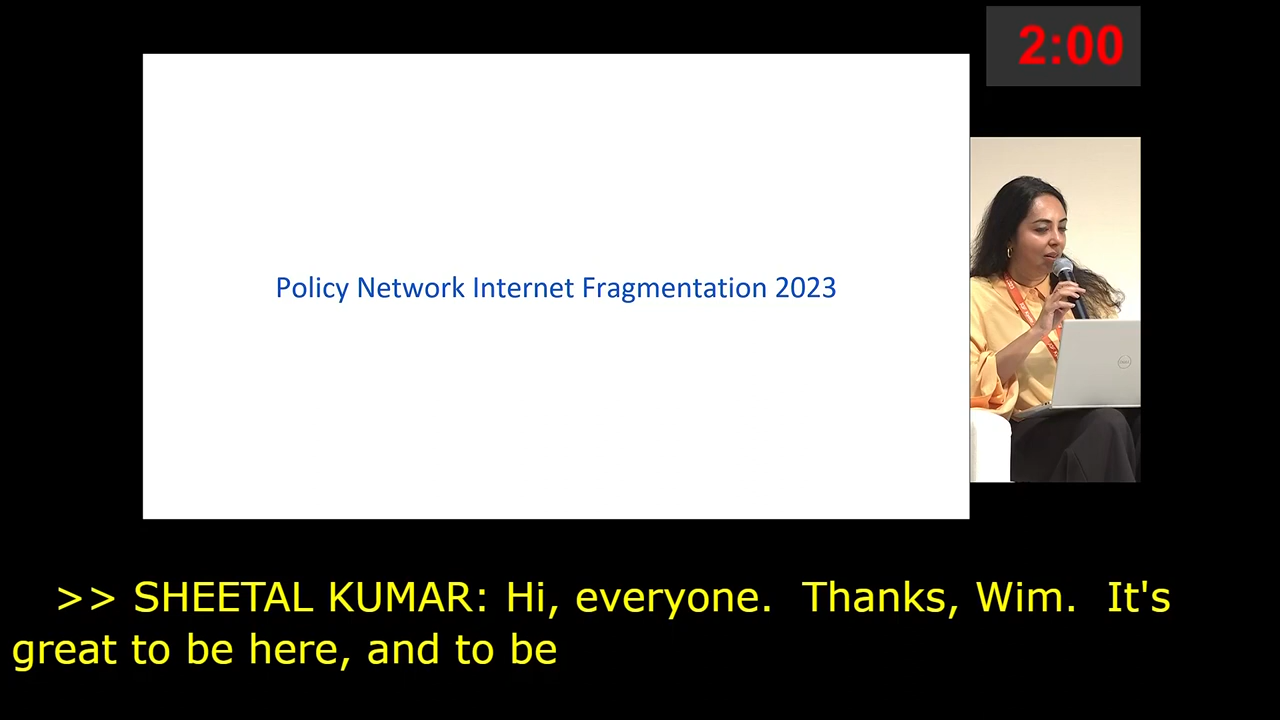 2:00
Policy Network Internet Fragmentation 2023
>> SHEETAL KUMAR: Hi, everyone.  Thanks, Wim.  It's
great to be here, and to be